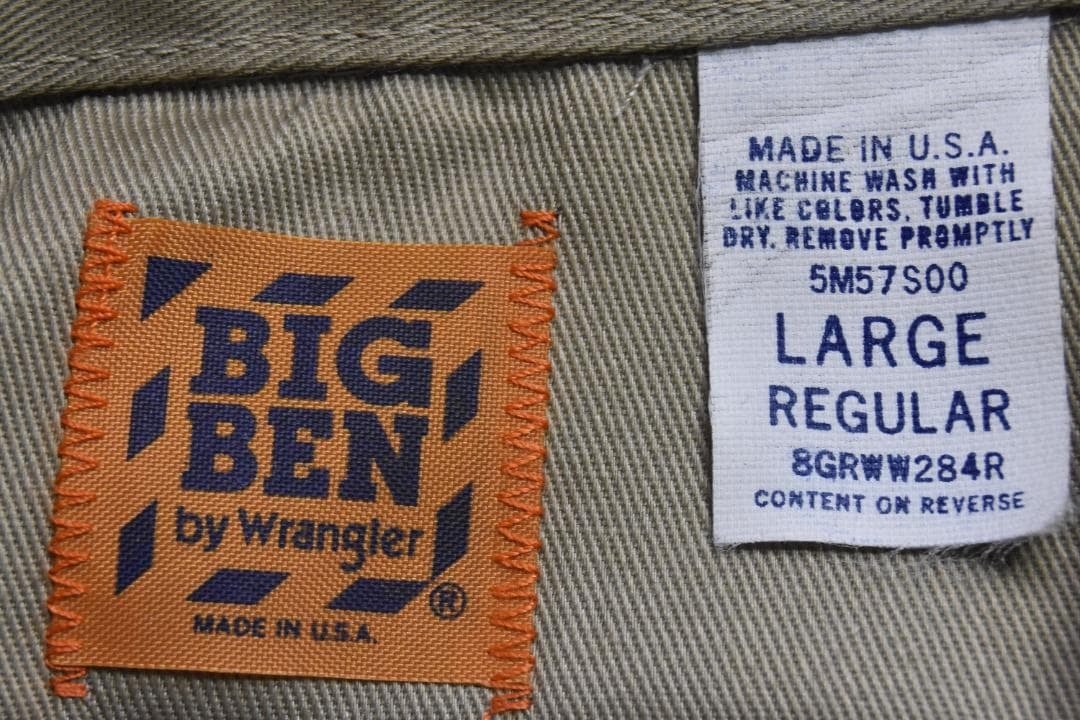 BIG
BEN
by Wrangler
®
MADE IN U.S.A.
MADE IN U.S.A.
MACHINE WASH WITH
LIKE COLORS, TUMBLE
DRY. REMOVE PROMPTLY
5M57S00
LARGE
REGULAR
8GRWW284R
CONTENT ON REVERSE